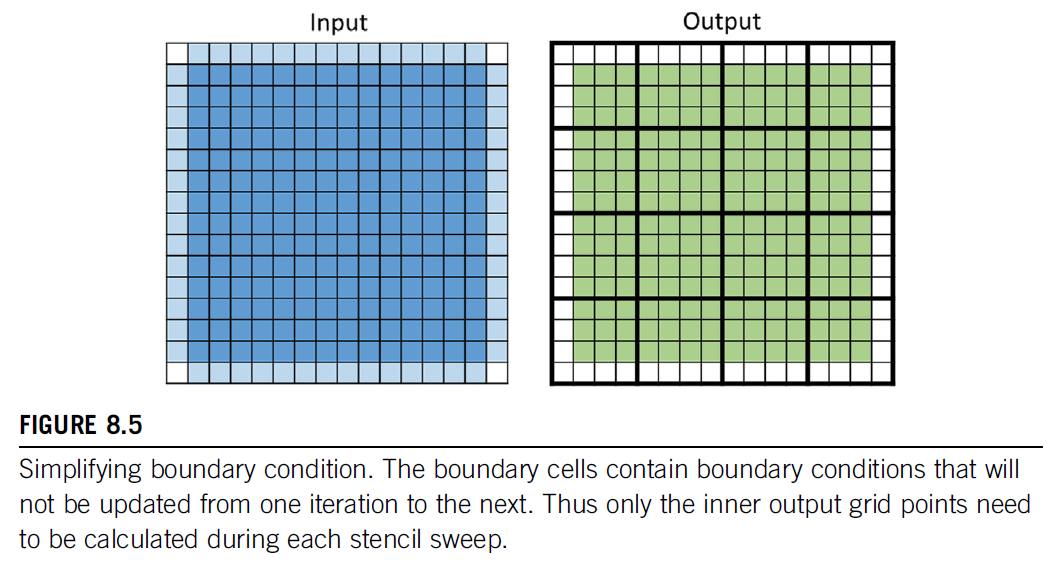 Input
Output
FIGURE 8.5
Simplifying boundary condition. The boundary cells contain boundary conditions that will
not be updated from one iteration to the next. Thus only the inner output grid points need
to be calculated during each stencil sweep.